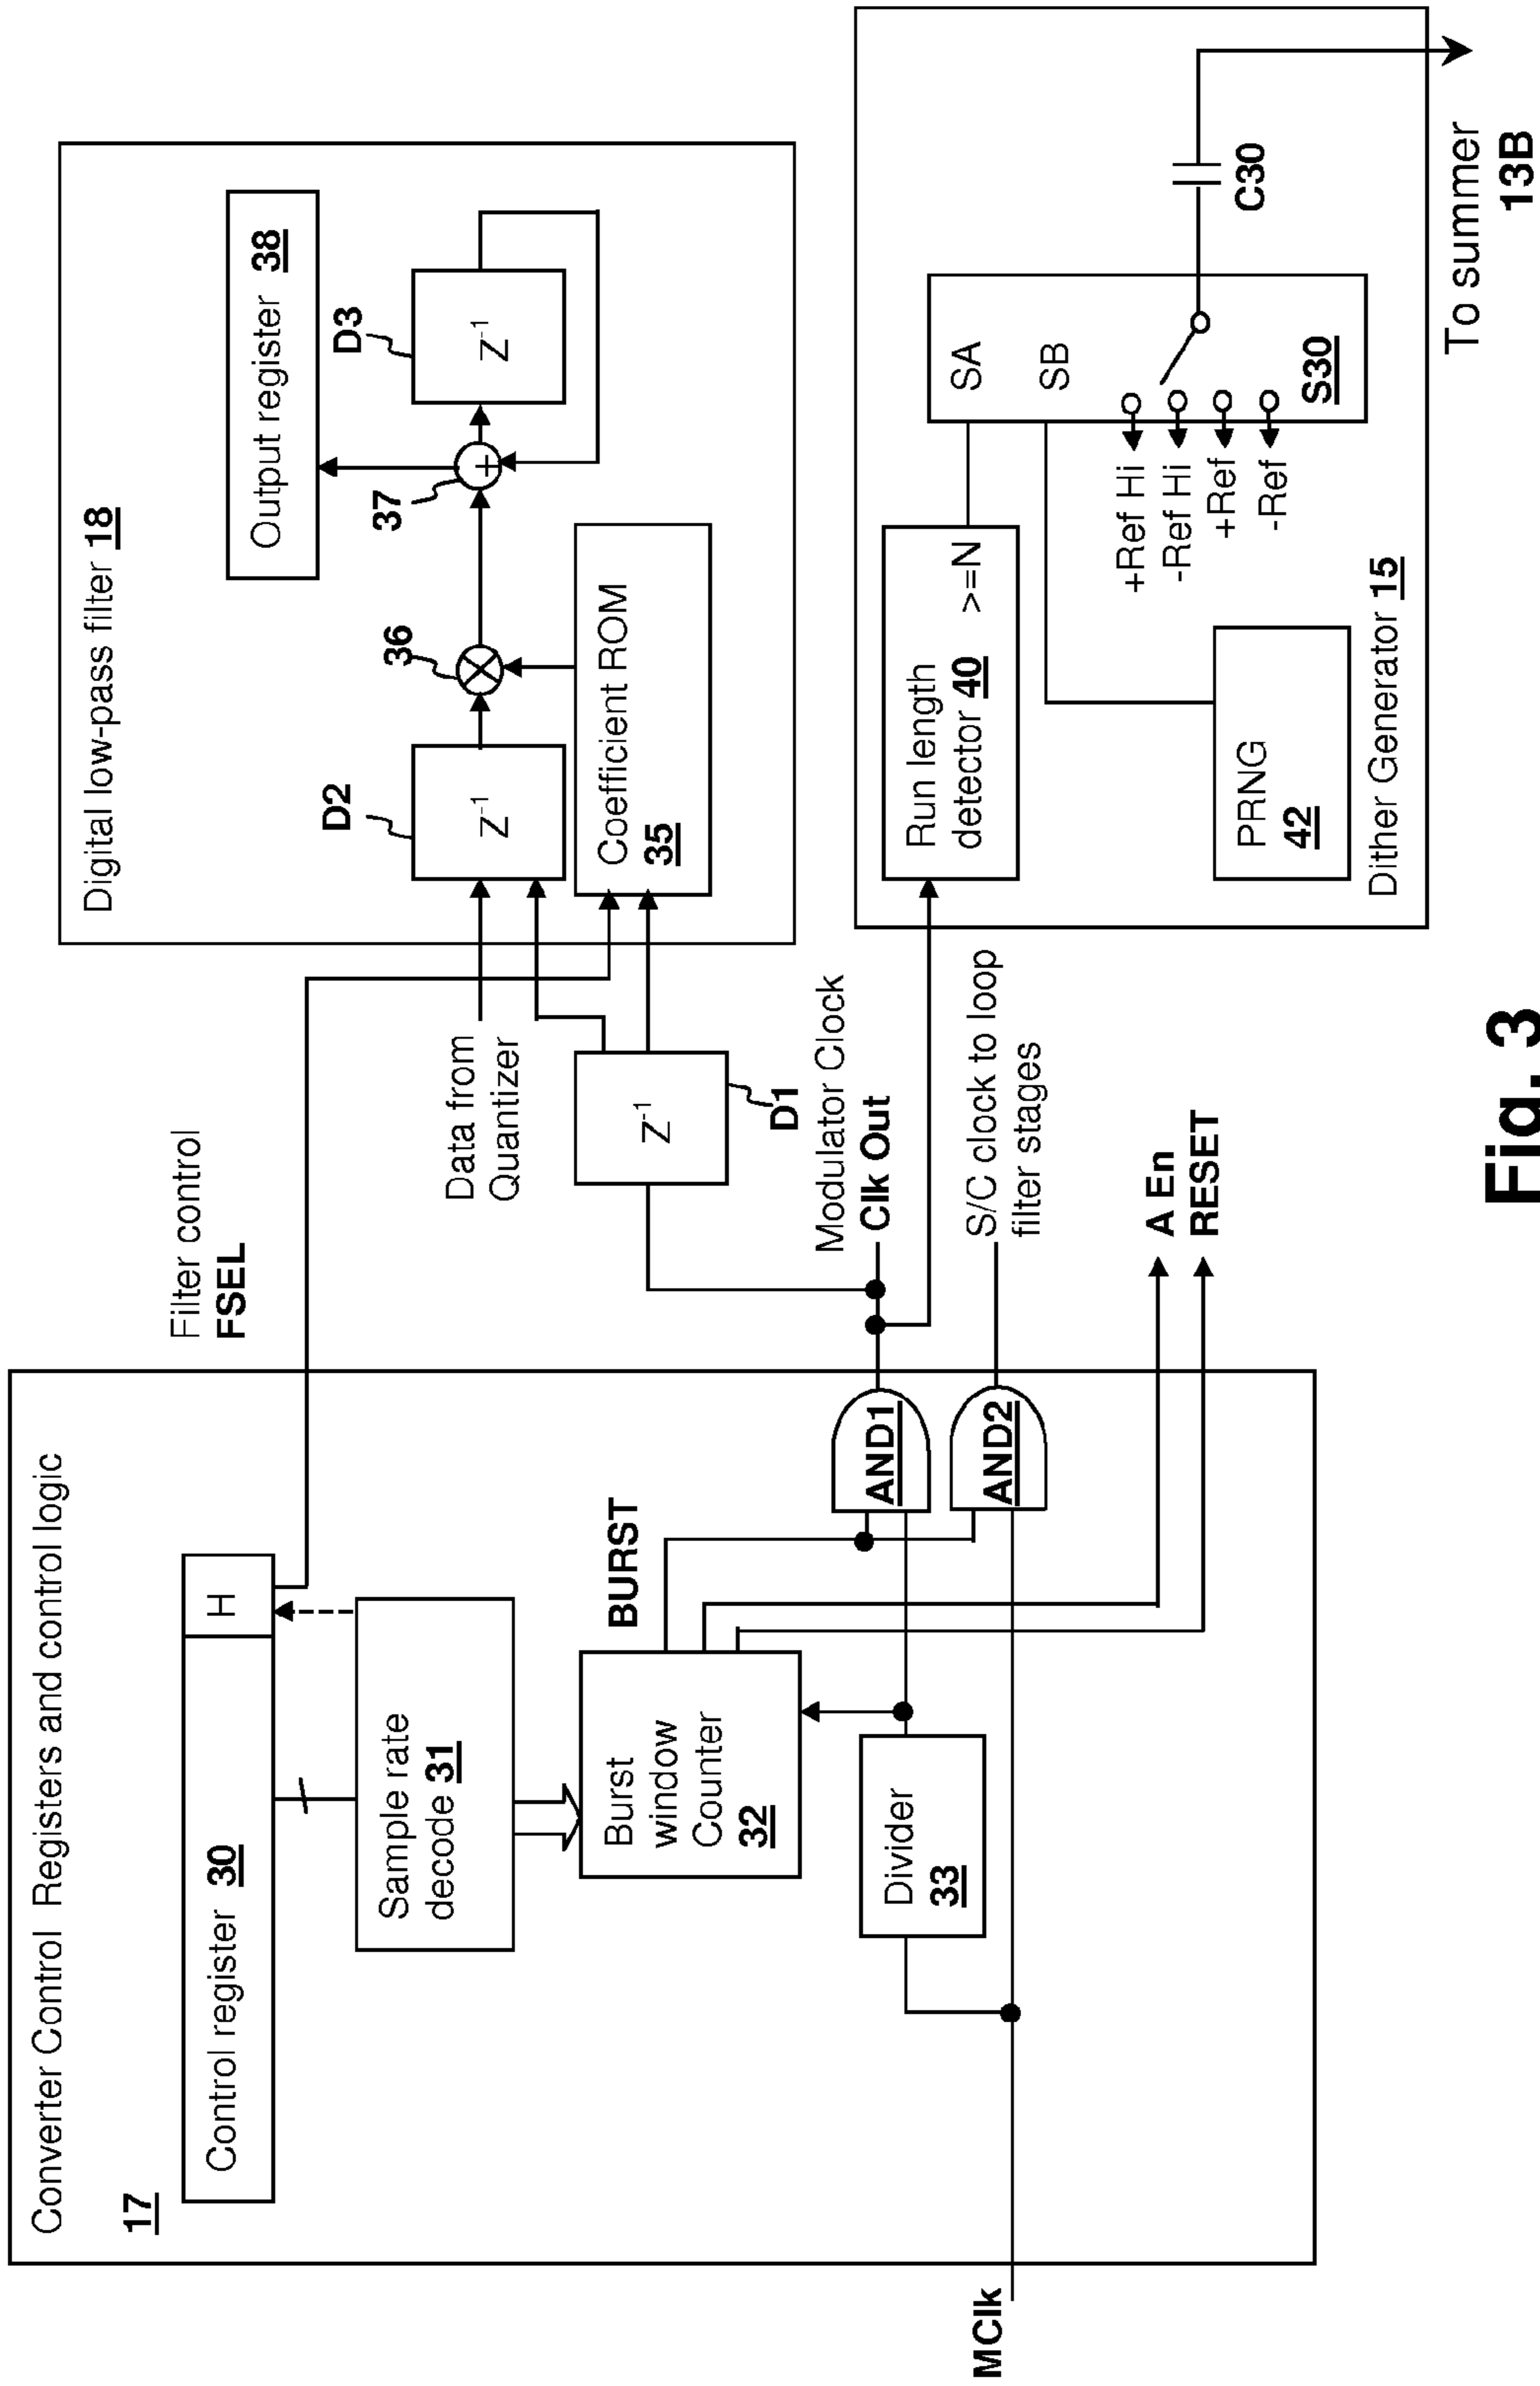 Converter Control Registers and control logic
17
Control register 30
H
Sample rate
decode 31
Burst
window
Counter
32
BURST
Divider
33
MClk
AND1
AND2
Filter control
FSEL
Data from
Quantizer
Z-1
D1
Modulator Clock
Clk Out
S/C clock to loop
filter stages
A En
RESET
Digital low-pass filter 18
Output register 38
D2
Z-1
36
37
D3
Z-1
Coefficient ROM
35
Run length
detector 40 >=N
PRNG
42
Dither Generator 15
SA
SB
S30
+Ref Hi
-Ref Hi
+Ref
-Ref
C30
To summer
13B
Fig. 3